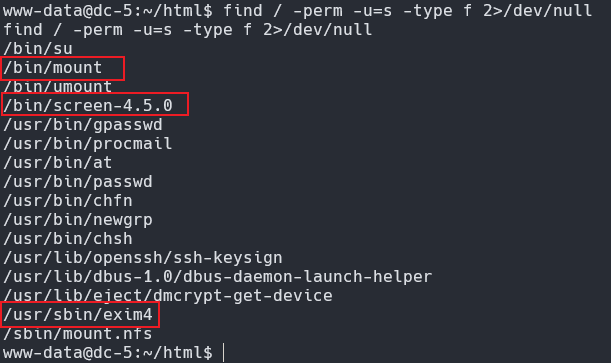 www-data@dc-5:~/html$ find / -perm -u=s -type f 2>/dev/null
find / -perm -u=s -type f 2>/dev/null
/bin/su
/bin/mount
/bin/umount
/bin/screen-4.5.0
/usr/bin/gpasswd
/usr/bin/procmail
/usr/bin/at
/usr/bin/passwd
/usr/bin/chfn
/usr/bin/newgrp
/usr/bin/chsh
/usr/lib/openssh/ssh-keysign
/usr/lib/dbus-1.0/dbus-daemon-launch-helper
/usr/lib/eject/dmcrypt-get-device
/usr/sbin/exim4
/sbin/mount.nfs
www-data@dc-5:~/html$